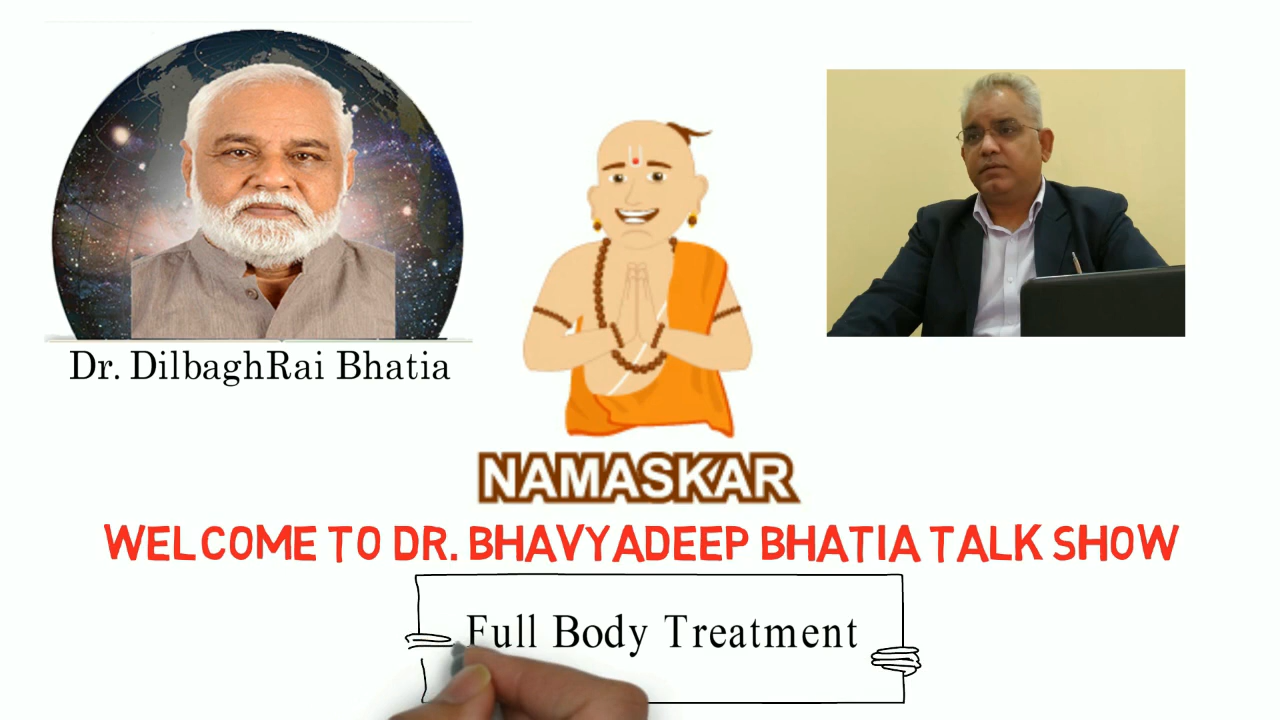 Dr. DilbaghRai Bhatia
NAMASKAR
WELCOME TO DR. BHAVYADEEP BHATIA TALK SHOW
Full Body Treatment